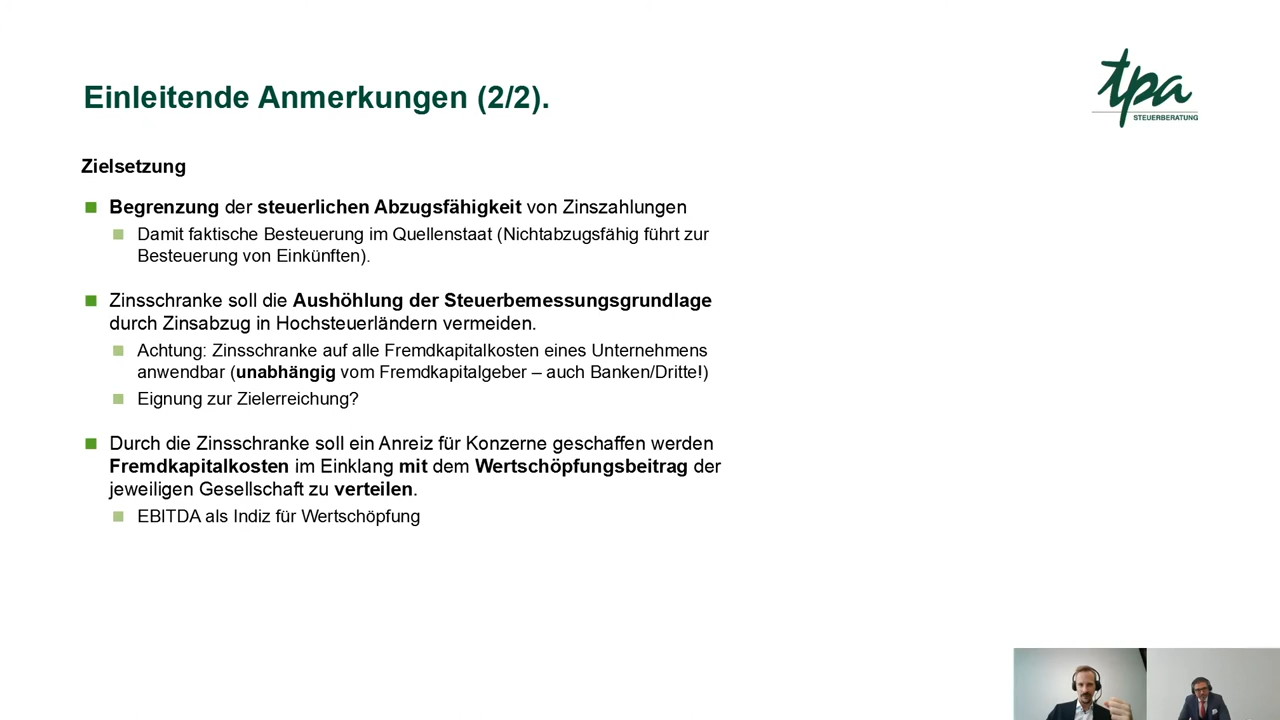 Einleitende Anmerkungen (2/2).
tpa
STEUERBERATUNG
Zielsetzung
Begrenzung der steuerlichen Abzugsfähigkeit von Zinszahlungen
Damit faktische Besteuerung im Quellenstaat (Nichtabzugsfähig führt zur
Besteuerung von Einkünften).
Zinsschranke soll die Aushöhlung der Steuerbemessungsgrundlage
durch Zinsabzug in Hochsteuerländern vermeiden.
Achtung: Zinsschranke auf alle Fremdkapitalkosten eines Unternehmens
anwendbar (unabhängig vom Fremdkapitalgeber – auch Banken/Dritte!)
Eignung zur Zielerreichung?
Durch die Zinsschranke soll ein Anreiz für Konzerne geschaffen werden
Fremdkapitalkosten im Einklang mit dem Wertschöpfungsbeitrag der
jeweiligen Gesellschaft zu verteilen.
EBITDA als Indiz für Wertschöpfung